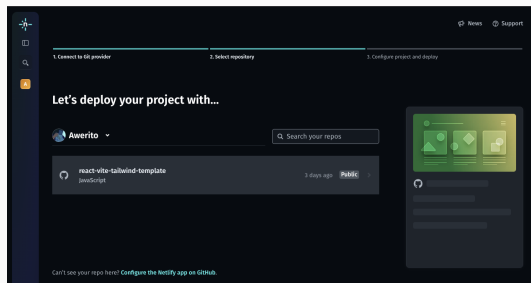 News
Support
1. Connect to Git provider
2. Select repository
3. Configure project and deploy
A
Let's deploy your project with...
Awerito
Search your repos
react-vite-tailwind-template
JavaScript
3 days ago
Public
Can't see your repo here? Configure the Netlify app on GitHub.